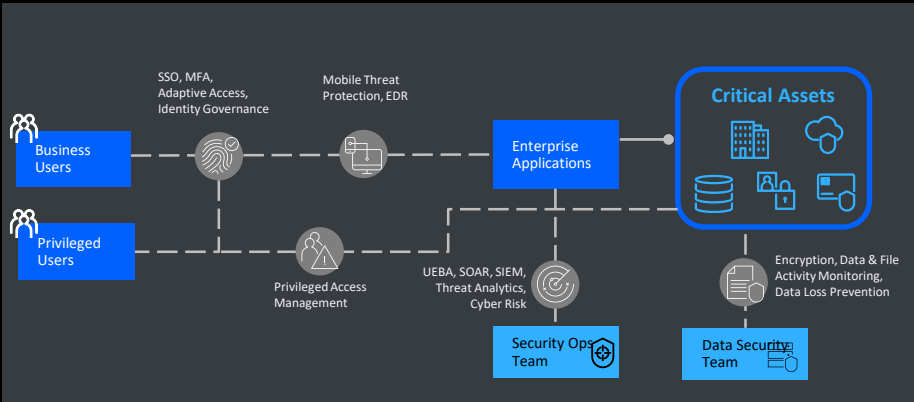 SSO, MFA,
Adaptive Access,
Identity Governance
Mobile Threat
Protection, EDR
Critical Assets
Business
Users
Enterprise
Applications
Privileged
Users
Privileged Access
Management
UEBA, SOAR, SIEM,
Threat Analytics,
Cyber Risk
Encryption, Data & File
Activity Monitoring,
Data Loss Prevention
Security Ops
Team
Data Security
Team